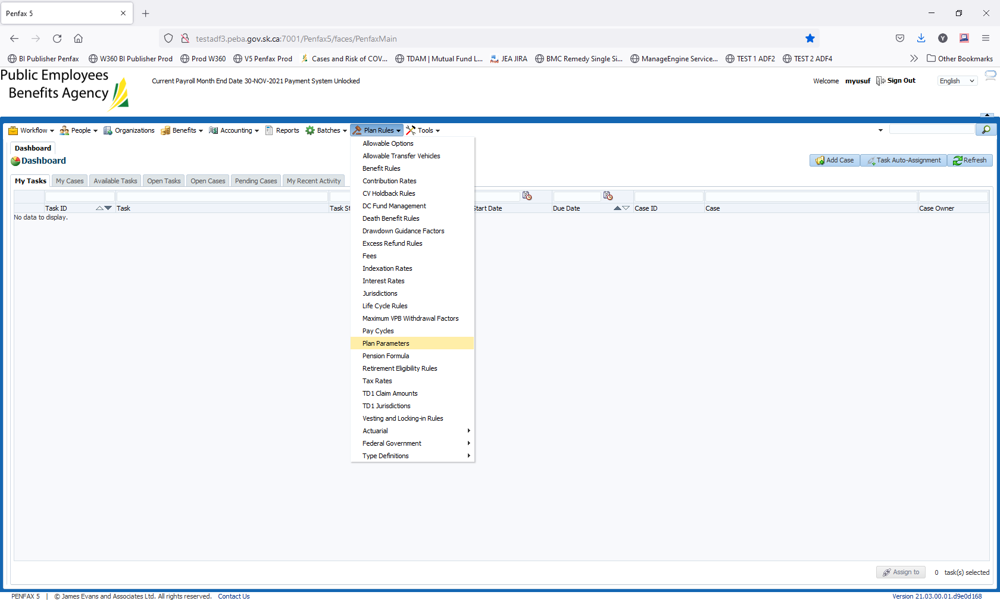 Penfax 5
testadf3.peba.gov.sk.ca:7001/Penfax5/faces/PenfaxMain
Y
BI Publisher Penfax
W360 BI Publisher Prod
Prod W360
V5 Penfax Prod
Cases and Risk of COV...
TDAM | Mutual Fund L...
JEA JIRA
BMC Remedy Single Si...
ManageEngine Service...
TEST 1 ADF2
TEST 2 ADF4
Other Bookmarks
Public Employees
Benefits Agency
Current Payroll Month End Date 30-NOV-2021 Payment System Unlocked
Welcome myusuf
Sign Out
English
Workflow
People
Organizations
Benefits
Accounting
Reports
Batches
Plan Rules
Tools
Dashboard
Dashboard
Add Case
Task Auto-Assignment
Refresh
My Tasks
My Cases
Available Tasks
Open Tasks
Open Cases
Pending Cases
My Recent Activity
Task ID
Task
Task St
Start Date
Due Date
Case ID
Case
Case Owner
No data to display.
Allowable Options
Allowable Transfer Vehicles
Benefit Rules
Contribution Rates
CV Holdback Rules
DC Fund Management
Death Benefit Rules
Drawdown Guidance Factors
Excess Refund Rules
Fees
Indexation Rates
Interest Rates
Jurisdictions
Life Cycle Rules
Maximum VPB Withdrawal Factors
Pay Cycles
Plan Parameters
Pension Formula
Retirement Eligibility Rules
Tax Rates
TD1 Claim Amounts
TD1 Jurisdictions
Vesting and Locking-in Rules
Actuarial
Federal Government
Type Definitions
Assign to
0 task(s) selected
PENFAX 5 | © James Evans and Associates Ltd. All rights reserved. Contact Us
Version 21.03.00.01.d9e0d168